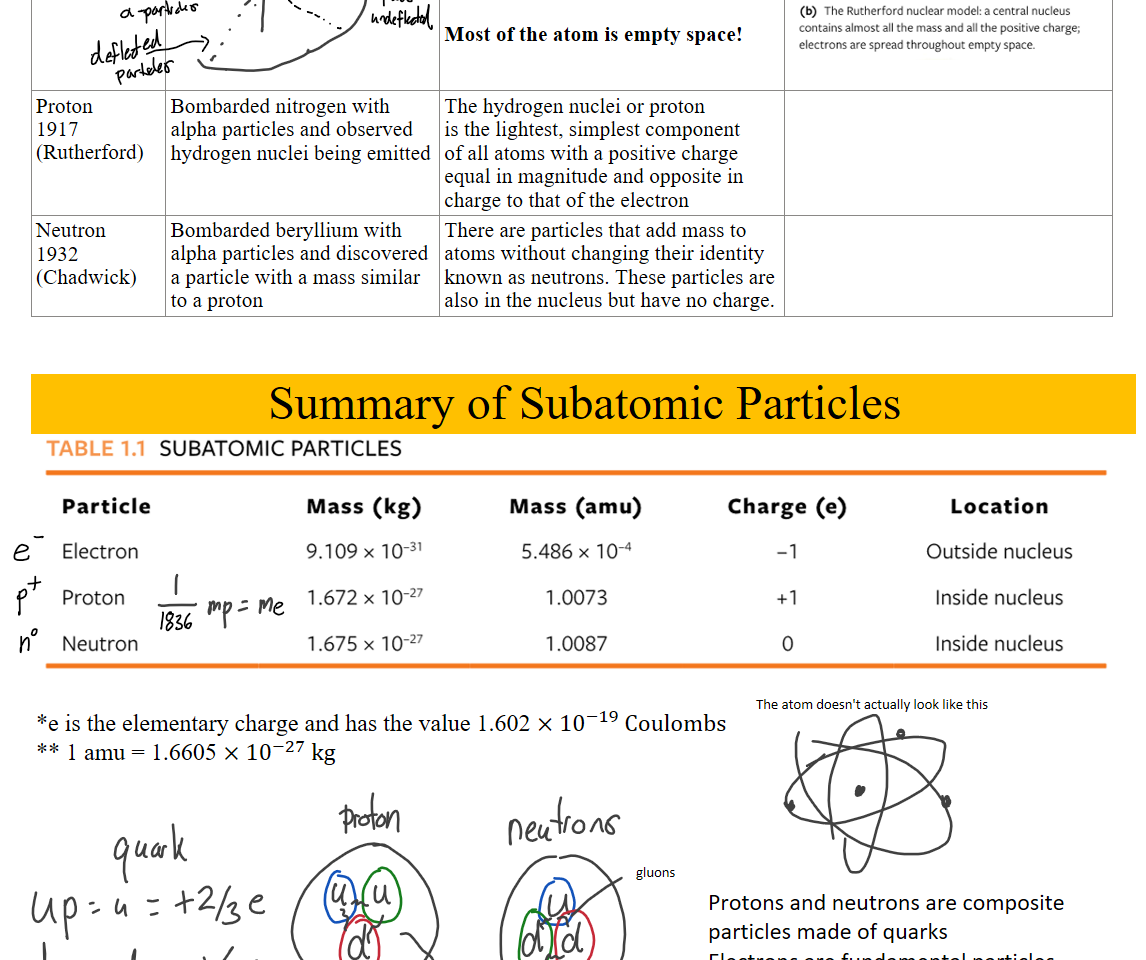 α-particles
undeflected
deflected
particles
Most of the atom is empty space!
(b) The Rutherford nuclear model: a central nucleus
contains almost all the mass and all the positive charge;
electrons are spread throughout empty space.
Proton
1917
(Rutherford)
Bombarded nitrogen with
alpha particles and observed
hydrogen nuclei being emitted
The hydrogen nuclei or proton
is the lightest, simplest component
of all atoms with a positive charge
equal in magnitude and opposite in
charge to that of the electron
Neutron
1932
(Chadwick)
Bombarded beryllium with
alpha particles and discovered
a particle with a mass similar
to a proton
There are particles that add mass to
atoms without changing their identity
known as neutrons. These particles are
also in the nucleus but have no charge.
Summary of Subatomic Particles
TABLE 1.1 SUBATOMIC PARTICLES
Particle Mass (kg) Mass (amu) Charge (e) Location
e⁻ Electron 9.109 × 10⁻³¹ 5.486 × 10⁻⁴ −1 Outside nucleus
p⁺ Proton 1/1836 mp = me 1.672 × 10⁻²⁷ 1.0073 +1 Inside nucleus
n⁰ Neutron 1.675 × 10⁻²⁷ 1.0087 0 Inside nucleus
*e is the elementary charge and has the value 1.602 × 10⁻¹⁹ Coulombs
** 1 amu = 1.6605 × 10⁻²⁷ kg
The atom doesn't actually look like this
quark
up = u = +2/3 e
proton
u u
d
neutrons
u
d d
gluons
Protons and neutrons are composite
particles made of quarks
Electrons are fundamental particles